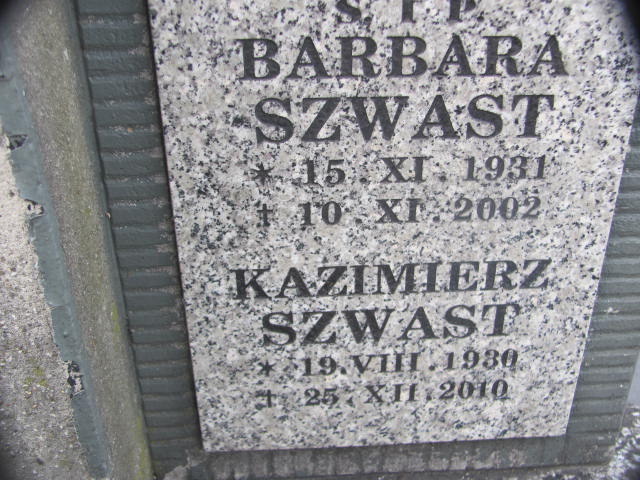 Ś. † P.
BARBARA
SZWAST
* 15. XI. 1931
† 10. XI. 2002
KAZIMIERZ
SZWAST
* 19. VIII. 1930
† 25. XII. 2010